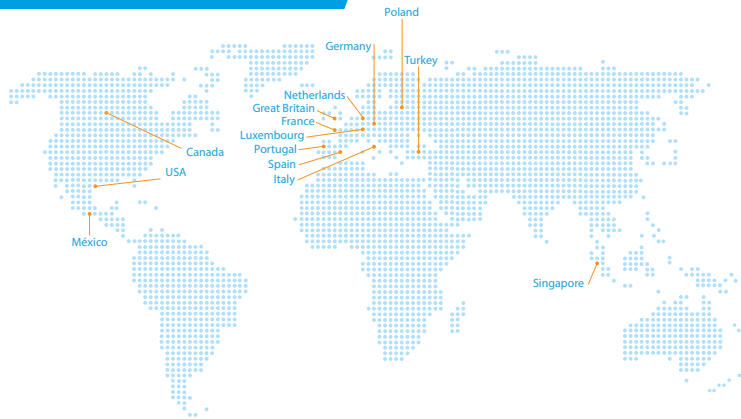 Poland
Germany
Turkey
Netherlands
Great Britain
France
Luxembourg
Portugal
Spain
Italy
Canada
USA
México
Singapore